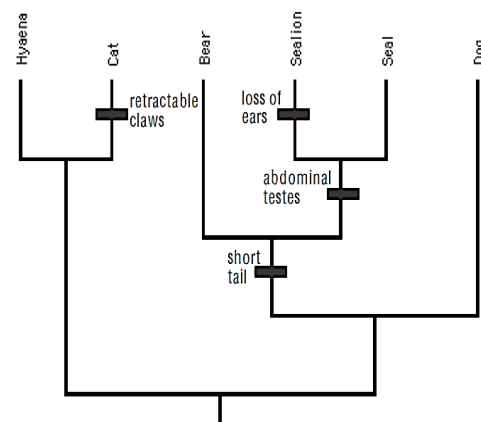 Hyaena
Cat
Bear
Sealion
Seal
Dog
retractable
claws
loss of
ears
abdominal
testes
short
tail